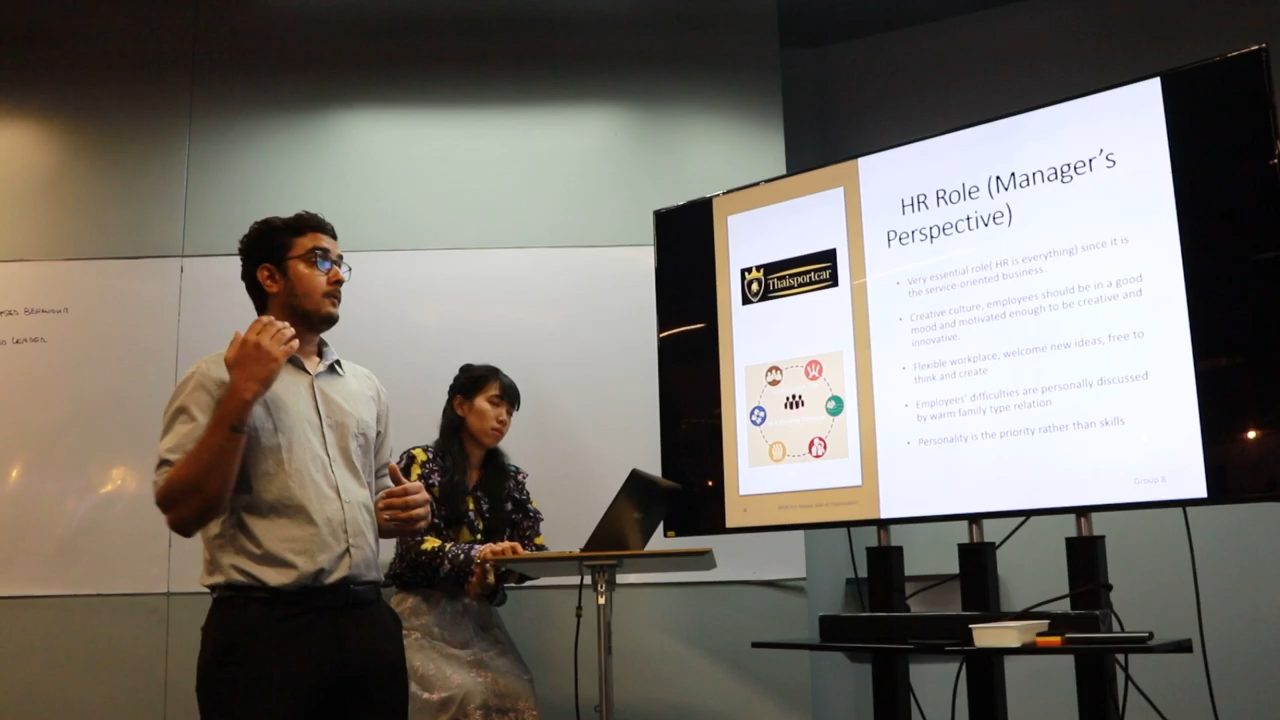 LEADER
Thaisportcar
HR Role (Manager's
Perspective)
• Very essential role( HR is everything) since it is
the service-oriented business.
• Creative culture, employees should be in a good
mood and motivated enough to be creative and
innovative.
• Flexible workplace, welcome new ideas, free to
think and create
• Employees' difficulties are personally discussed
by warm family type relation
• Personality is the priority rather than skills
Group 8